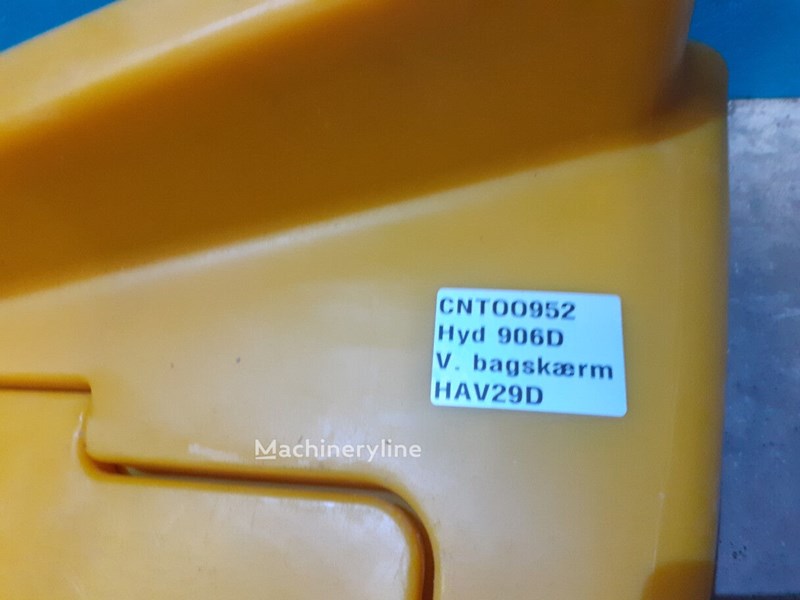 CNT00952
Hyd 906D
V. bagskærm
HAV29D
Machineryline